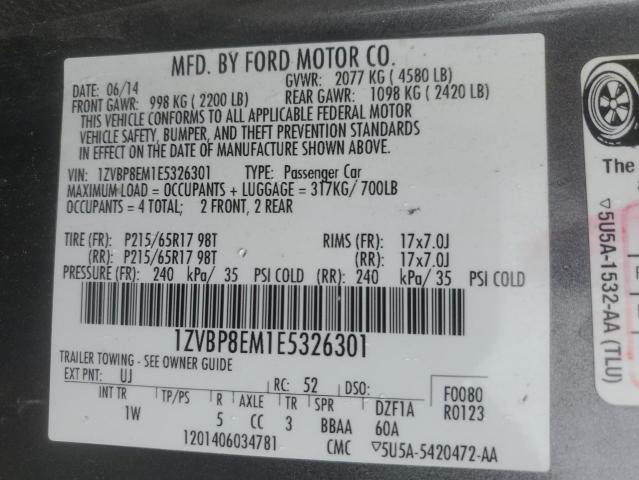 MFD. BY FORD MOTOR CO.
DATE: 06/14 GVWR: 2077 KG ( 4580 LB)
FRONT GAWR: 998 KG ( 2200 LB) REAR GAWR: 1098 KG ( 2420 LB)
THIS VEHICLE CONFORMS TO ALL APPLICABLE FEDERAL MOTOR
VEHICLE SAFETY, BUMPER, AND THEFT PREVENTION STANDARDS
IN EFFECT ON THE DATE OF MANUFACTURE SHOWN ABOVE.
VIN: 1ZVBP8EM1E5326301 TYPE: Passenger Car
MAXIMUM LOAD = OCCUPANTS + LUGGAGE = 317KG/ 700LB
OCCUPANTS = 4 TOTAL; 2 FRONT, 2 REAR
TIRE (FR): P215/65R17 98T RIMS (FR): 17x7.0J
(RR): P215/65R17 98T (RR): 17x7.0J
PRESSURE (FR): 240 kPa/ 35 PSI COLD (RR): 240 kPa/ 35 PSI COLD
1ZVBP8EM1E5326301
TRAILER TOWING - SEE OWNER GUIDE
EXT PNT: UJ RC: 52 DSO: F0080
INT TR TP/PS R AXLE TR SPR DZF1A R0123
1W 5 CC 3 BBAA 60A
1201406034781 CMC ▽5U5A-5420472-AA
The
▽5U5A-1532-AA (TLU)